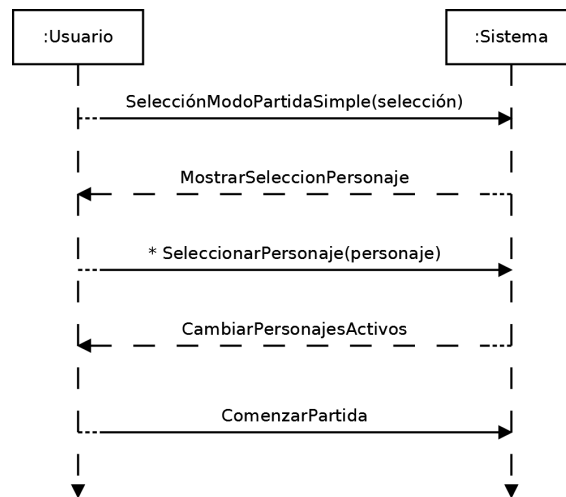 :Usuario
:Sistema
SelecciónModoPartidaSimple(selección)
MostrarSeleccionPersonaje
* SeleccionarPersonaje(personaje)
CambiarPersonajesActivos
ComenzarPartida